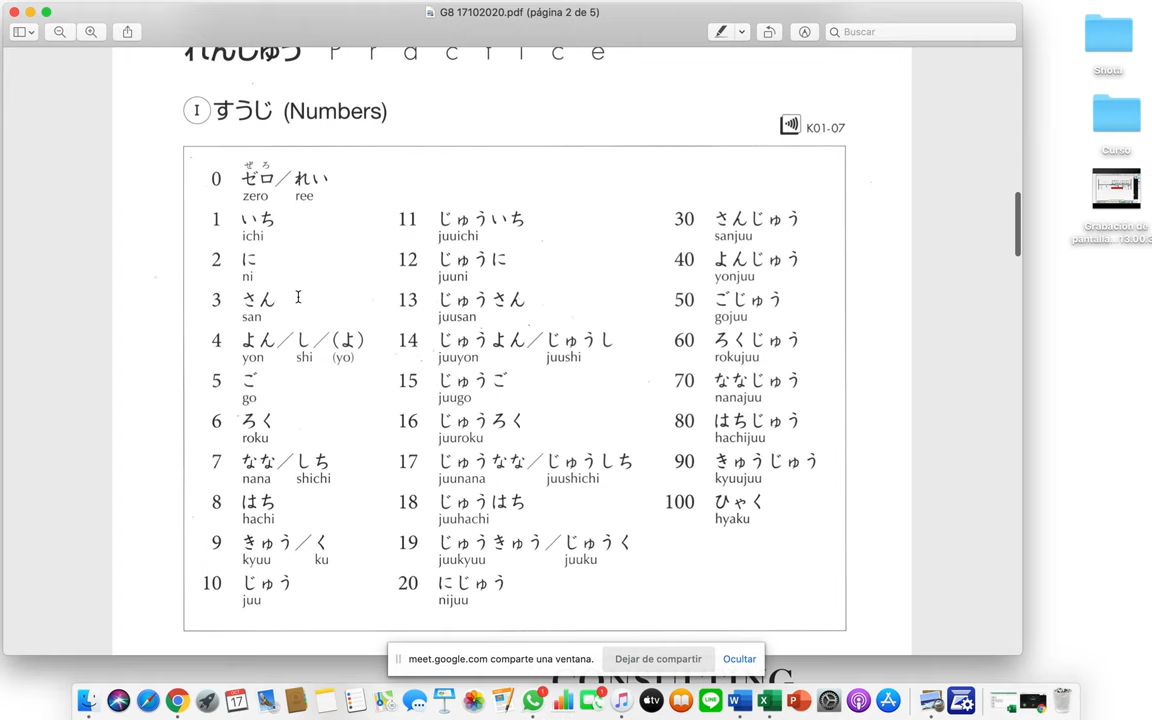 G8 17102020.pdf (página 2 de 5)
Buscar
れんしゅう Practice
I すうじ (Numbers)
K01-07
ぜ ろ
0 ゼロ/れい
zero ree
1 いち 11 じゅういち 30 さんじゅう
ichi juuichi sanjuu
2 に 12 じゅうに 40 よんじゅう
ni juuni yonjuu
3 さん 13 じゅうさん 50 ごじゅう
san juusan gojuu
4 よん/し/(よ) 14 じゅうよん/じゅうし 60 ろくじゅう
yon shi (yo) juuyon juushi rokujuu
5 ご 15 じゅうご 70 ななじゅう
go juugo nanajuu
6 ろく 16 じゅうろく 80 はちじゅう
roku juuroku hachijuu
7 なな/しち 17 じゅうなな/じゅうしち 90 きゅうじゅう
nana shichi juunana juushichi kyuujuu
8 はち 18 じゅうはち 100 ひゃく
hachi juuhachi hyaku
9 きゅう/く 19 じゅうきゅう/じゅうく
kyuu ku juukyuu juuku
10 じゅう 20 にじゅう
juu nijuu
meet.google.com comparte una ventana. Dejar de compartir Ocultar
CONSULTING
Shota
Curso
Grabación de
pantalla... 13.00.3
OCT
17
1
1
LINE